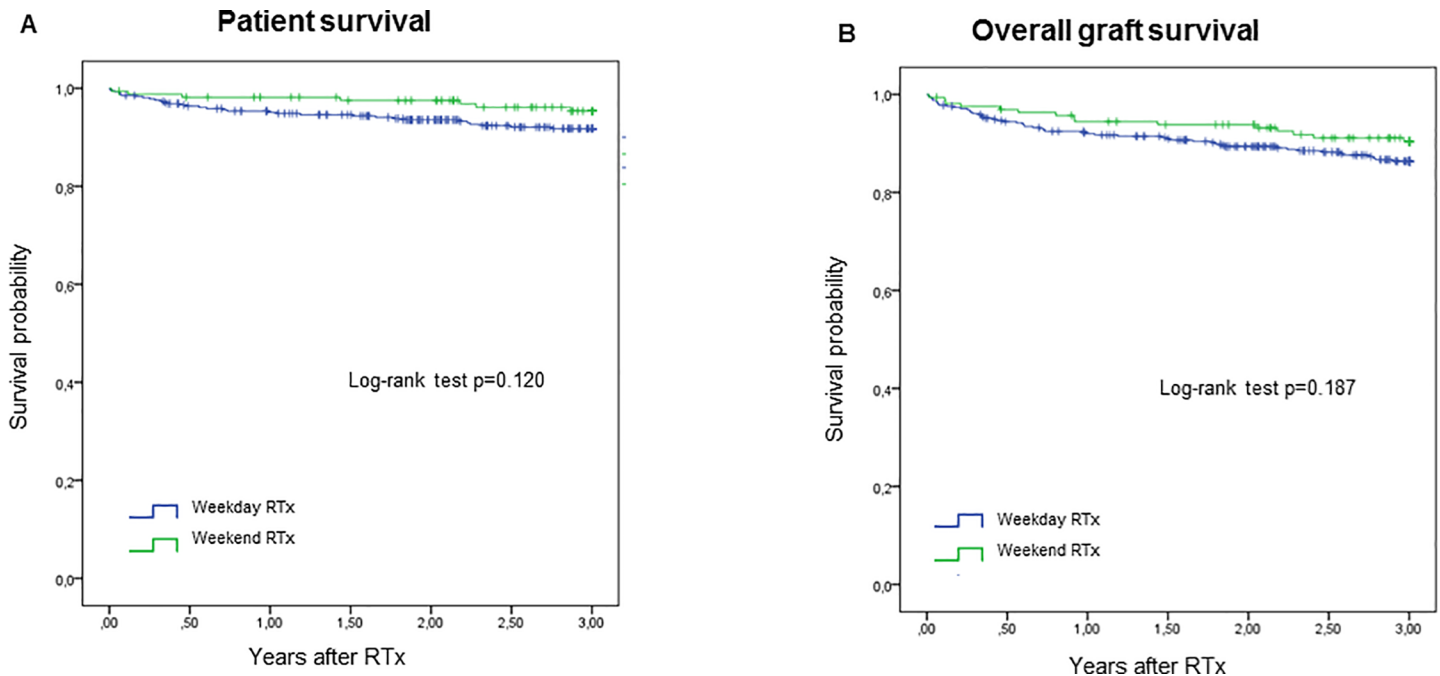 A
Patient survival
1,0
0,8
0,6
0,4
0,2
0,0
Survival probability
Log-rank test p=0.120
Weekday RTx
Weekend RTx
,00 ,50 1,00 1,50 2,00 2,50 3,00
Years after RTx
B
Overall graft survival
1,0
0,8
0,6
0,4
0,2
0,0
Survival probability
Log-rank test p=0.187
Weekday RTx
Weekend RTx
,00 ,50 1,00 1,50 2,00 2,50 3,00
Years after RTx